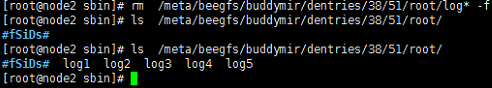 [root@node2 sbin]# rm  /meta/beegfs/buddymir/dentries/38/51/root/log* -f
[root@node2 sbin]# ls  /meta/beegfs/buddymir/dentries/38/51/root/
#fSiDs#
[root@node2 sbin]# ls  /meta/beegfs/buddymir/dentries/38/51/root/
#fSiDs#  log1  log2  log3  log4  log5
[root@node2 sbin]#